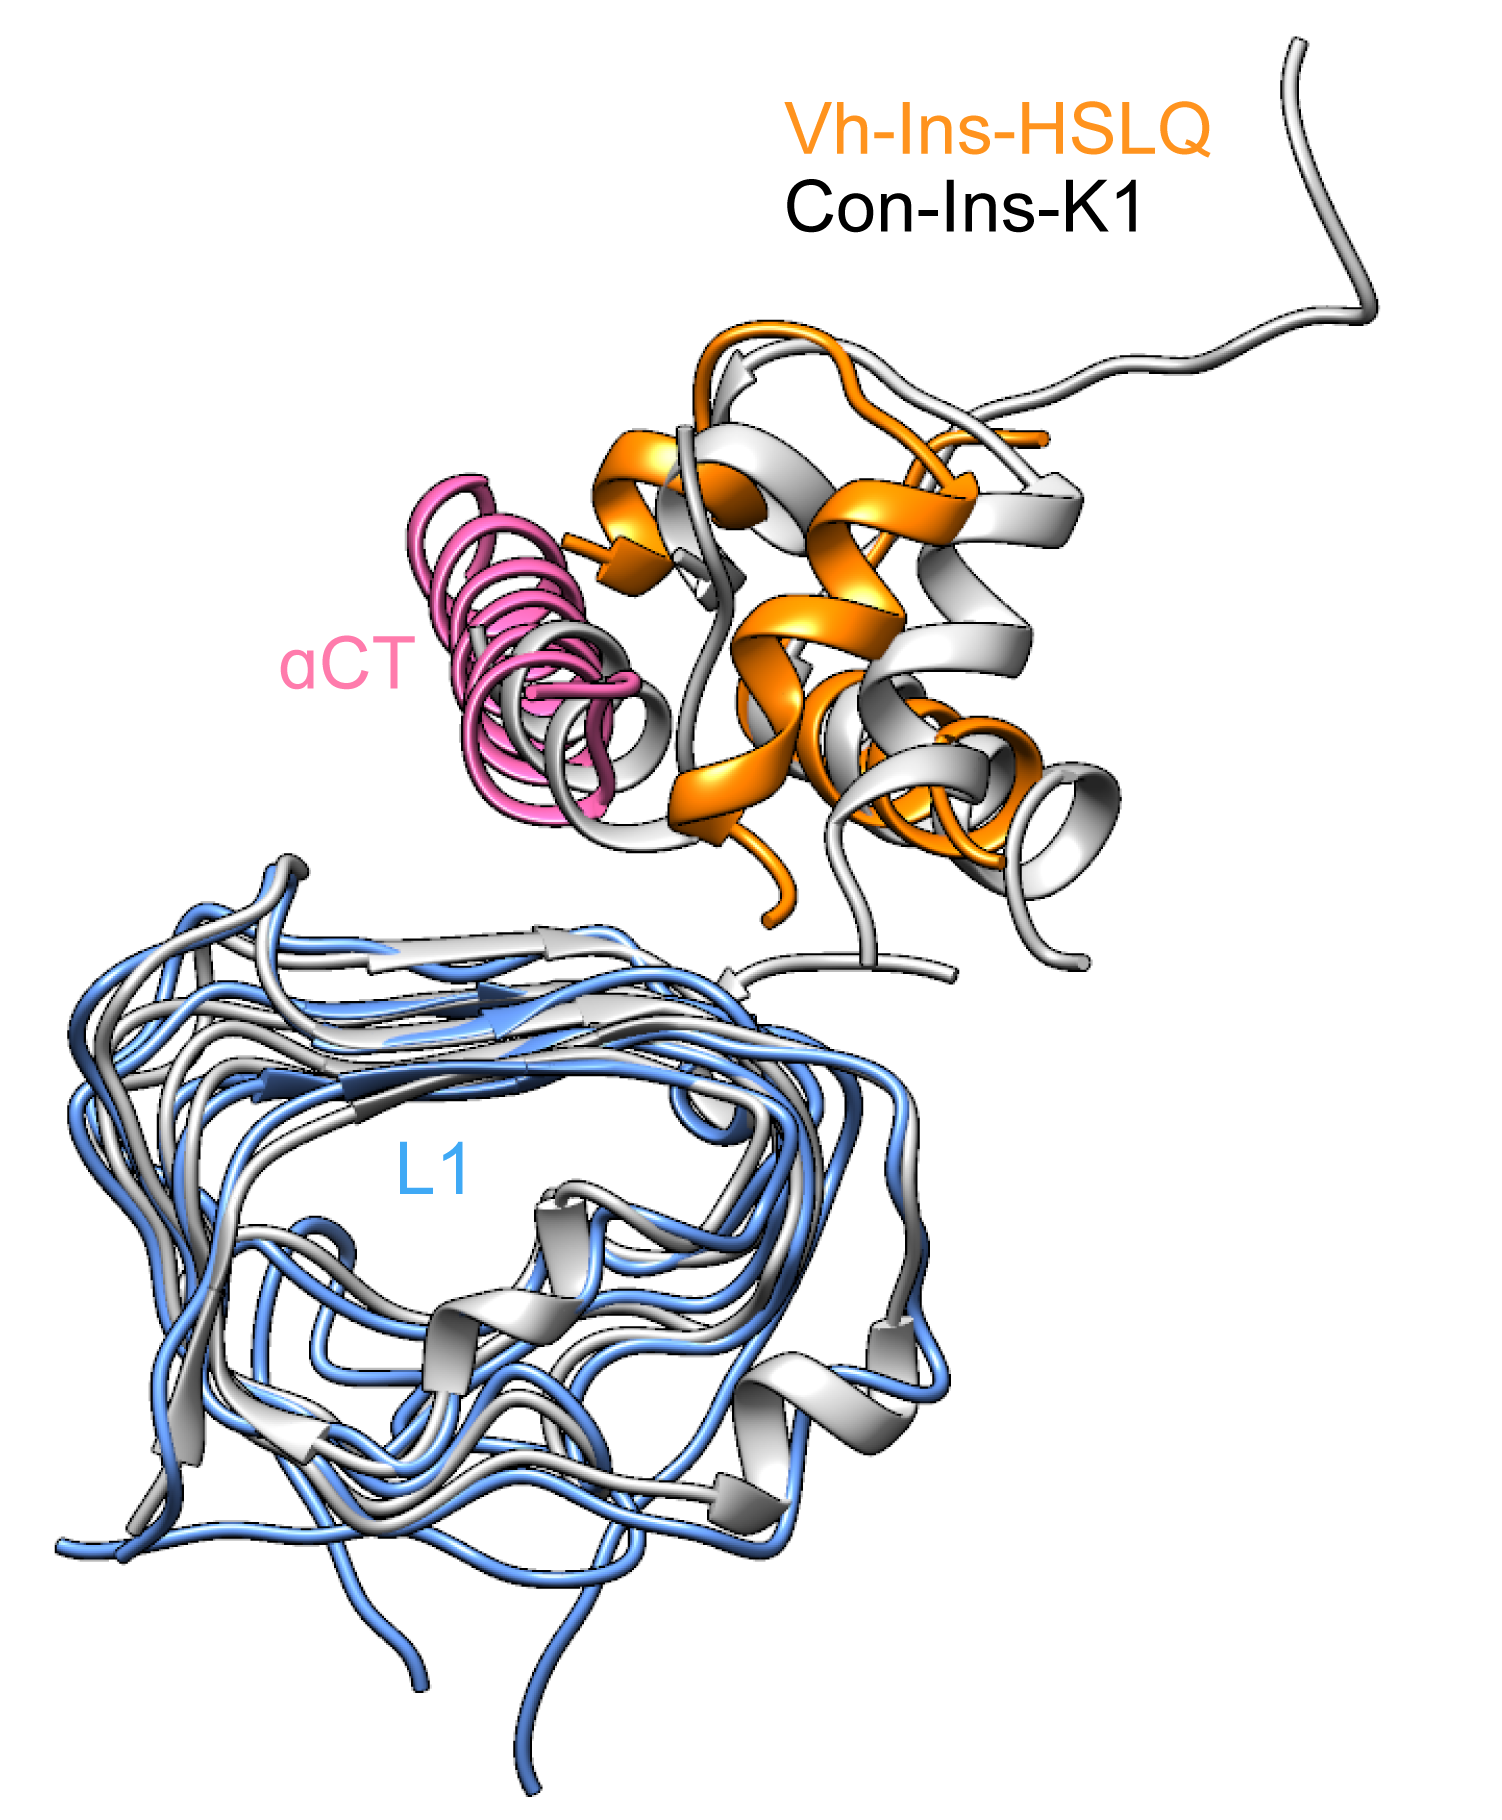 Vh-Ins-HSLQ
Con-Ins-K1
αCT
L1